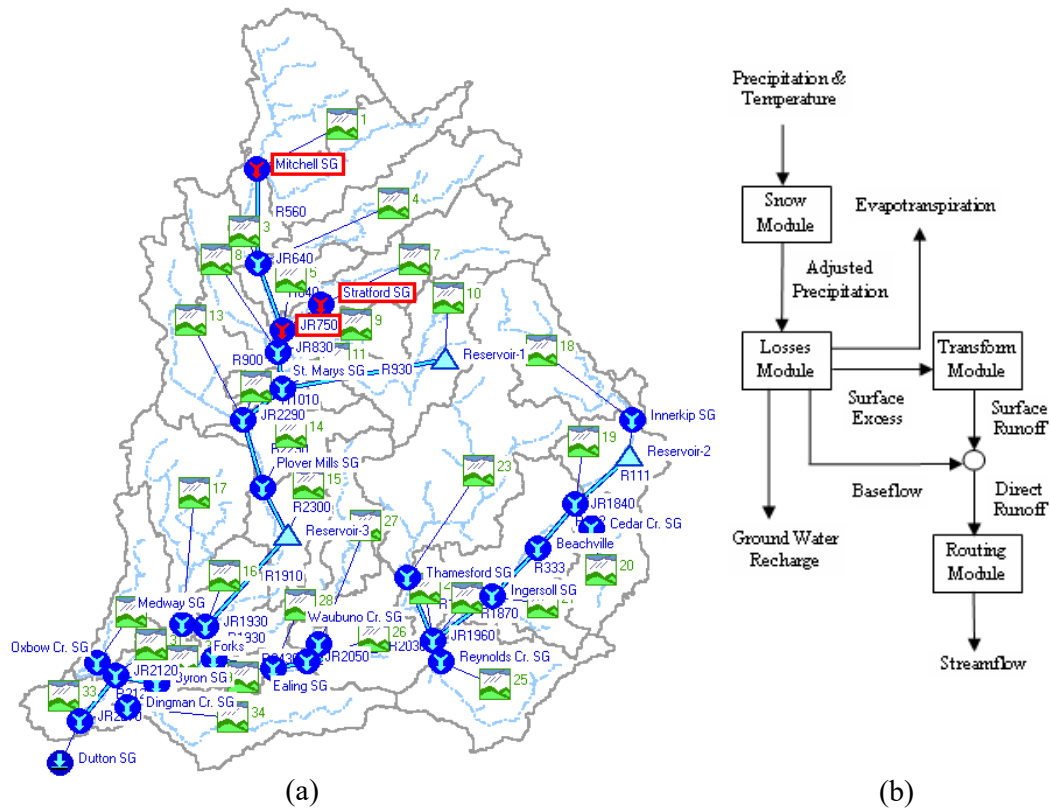 1
Mitchell SG
R560
3
4
8
JR640
5
7
Stratford SG
10
13
JR750
9
JR830
11
R900
18
R930
Reservoir-1
St. Marys SG
R1010
JR2290
Innerkip SG
14
19
Reservoir-2
Plover Mills SG
23
R111
15
17
R2300
27
JR1840
Reservoir-3
Cedar Cr. SG
Beachville
R1910
Thamesford SG
R333
20
16
Ingersoll SG
28
R1870
Medway SG
Waubuno Cr. SG
JR1930
26
JR1960
R2030
Forks
Oxbow Cr. SG
JR2050
Reynolds Cr. SG
JR2120
Byron SG
Ealing SG
25
33
Dingman Cr. SG
34
Dutton SG
(a)
Precipitation &
Temperature
Snow
Module
Evapotranspiration
Adjusted
Precipitation
Losses
Module
Transform
Module
Surface
Excess
Surface
Runoff
Baseflow
Direct
Runoff
Ground Water
Recharge
Routing
Module
Streamflow
(b)